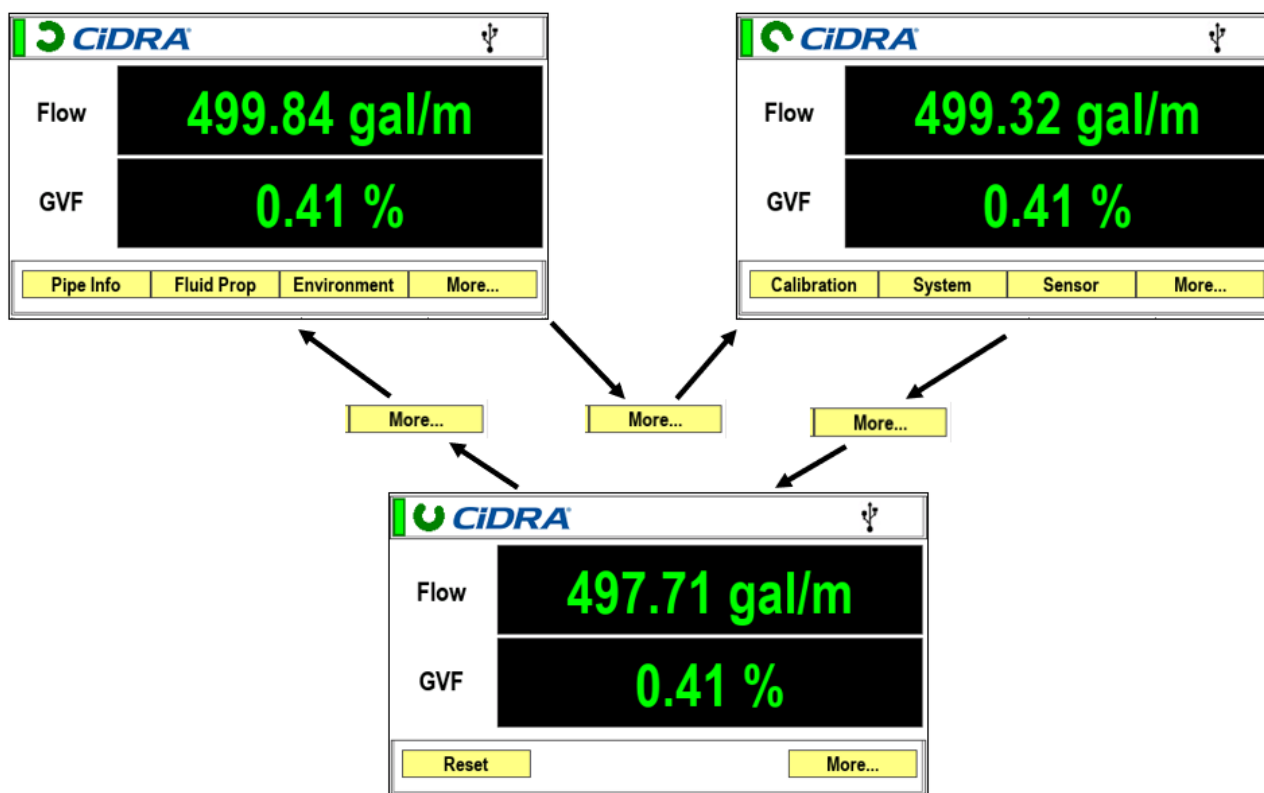 CiDRA
Flow 499.84 gal/m
GVF 0.41 %
Pipe Info Fluid Prop Environment More...
CiDRA
Flow 499.32 gal/m
GVF 0.41 %
Calibration System Sensor More...
More... More... More...
CiDRA
Flow 497.71 gal/m
GVF 0.41 %
Reset More...